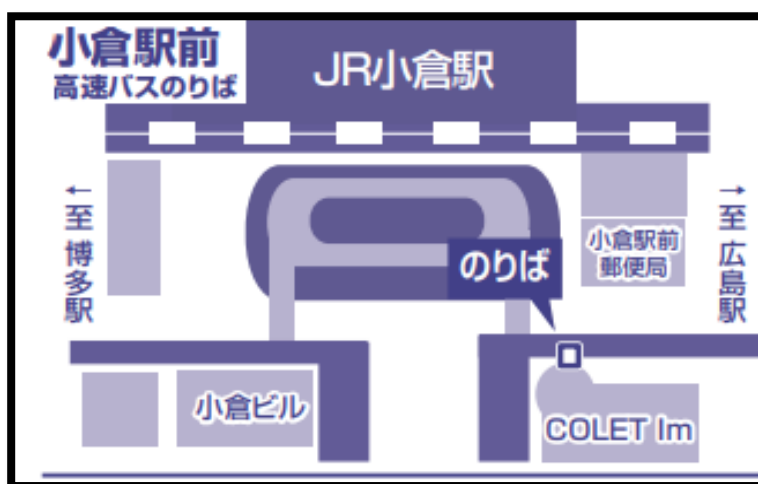 小倉駅前
高速バスのりば
JR小倉駅
←至 博多駅
→至 広島駅
小倉駅前
郵便局
のりば
小倉ビル
COLET Im